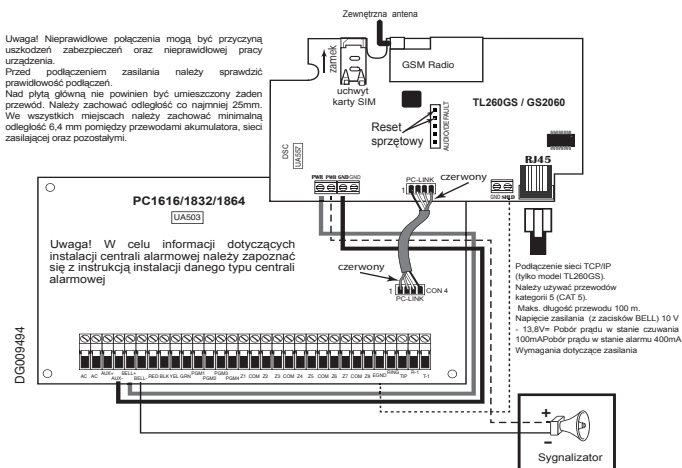 Zewnętrzna antena
Uwaga! Nieprawidłowe połączenia mogą być przyczyną
uszkodzeń zabezpieczeń oraz nieprawidłowej pracy
urządzenia.
Przed podłączeniem zasilania należy sprawdzić
prawidłowość podłączeń.
Nad płytą główną nie powinien być umieszczony żaden
przewód. Należy zachować odległość co najmniej 25mm.
We wszystkich miejscach należy zachować minimalną
odległość 6,4 mm pomiędzy przewodami akumulatora, sieci
zasilającej oraz pozostałymi.
zamek
uchwyt
karty SIM
GSM Radio
TL260GS / GS2060
Reset
sprzętowy
AUDIO/DEFAULT
DSC
UA557
RJ45
PWR PWR GND GND
PC-LINK
1
czerwony
GND SHLD
PC1616/1832/1864
UA503
Uwaga! W celu informacji dotyczących
instalacji centrali alarmowej należy zapoznać
się z instrukcją instalacji danego typu centrali
alarmowej
czerwony
1 CON 4
PC-LINK
Podłączenie sieci TCP/IP
(tylko model TL260GS).
Należy używać przewodów
kategorii 5 (CAT 5).
Maks. długość przewodu 100 m.
Napięcie zasilania (z zacisków BELL) 10 V
- 13,8V= Pobór prądu w stanie czuwania
100mAPobór prądu w stanie alarmu 400mA
Wymagania dotyczące zasilania
DG009494
AC AC AUX+ AUX- BELL+ BELL- RED BLK YEL GRN PGM1 PGM2 PGM3 PGM4 Z1 COM Z2 Z3 COM Z4 Z5 COM Z6 Z7 COM Z8 EGND RING TIP R-1 T-1
+
–
Sygnalizator